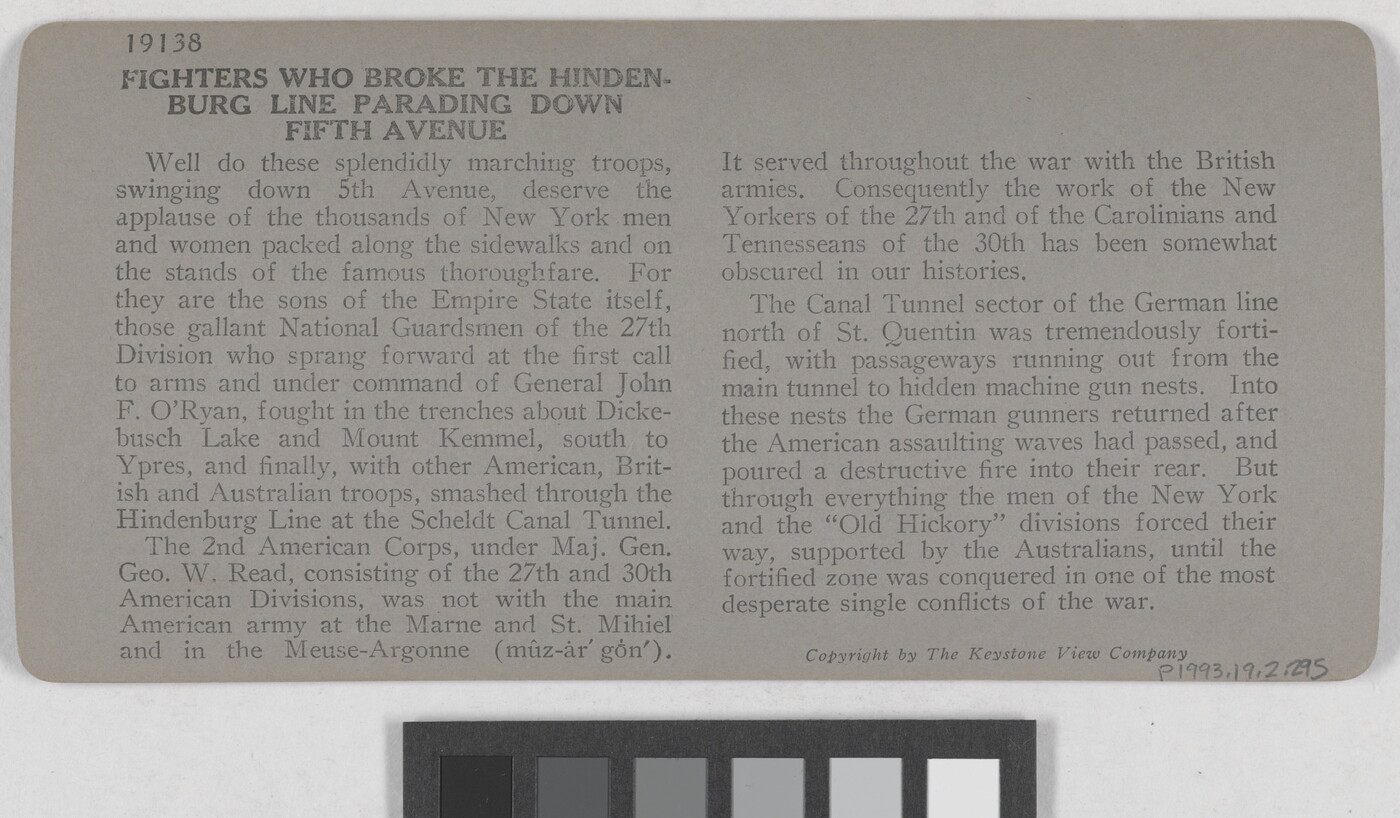 19138
FIGHTERS WHO BROKE THE HINDEN-
BURG LINE PARADING DOWN
FIFTH AVENUE
Well do these splendidly marching troops,
swinging down 5th Avenue, deserve the
applause of the thousands of New York men
and women packed along the sidewalks and on
the stands of the famous thoroughfare. For
they are the sons of the Empire State itself,
those gallant National Guardsmen of the 27th
Division who sprang forward at the first call
to arms and under command of General John
F. O'Ryan, fought in the trenches about Dicke-
busch Lake and Mount Kemmel, south to
Ypres, and finally, with other American, Brit-
ish and Australian troops, smashed through the
Hindenburg Line at the Scheldt Canal Tunnel.
The 2nd American Corps, under Maj. Gen.
Geo. W. Read, consisting of the 27th and 30th
American Divisions, was not with the main
American army at the Marne and St. Mihiel
and in the Meuse-Argonne (mûz-är′ gŏn′).
It served throughout the war with the British
armies. Consequently the work of the New
Yorkers of the 27th and of the Carolinians and
Tennesseans of the 30th has been somewhat
obscured in our histories.
The Canal Tunnel sector of the German line
north of St. Quentin was tremendously forti-
fied, with passageways running out from the
main tunnel to hidden machine gun nests. Into
these nests the German gunners returned after
the American assaulting waves had passed, and
poured a destructive fire into their rear. But
through everything the men of the New York
and the "Old Hickory" divisions forced their
way, supported by the Australians, until the
fortified zone was conquered in one of the most
desperate single conflicts of the war.
Copyright by The Keystone View Company
P1993.19.2.295